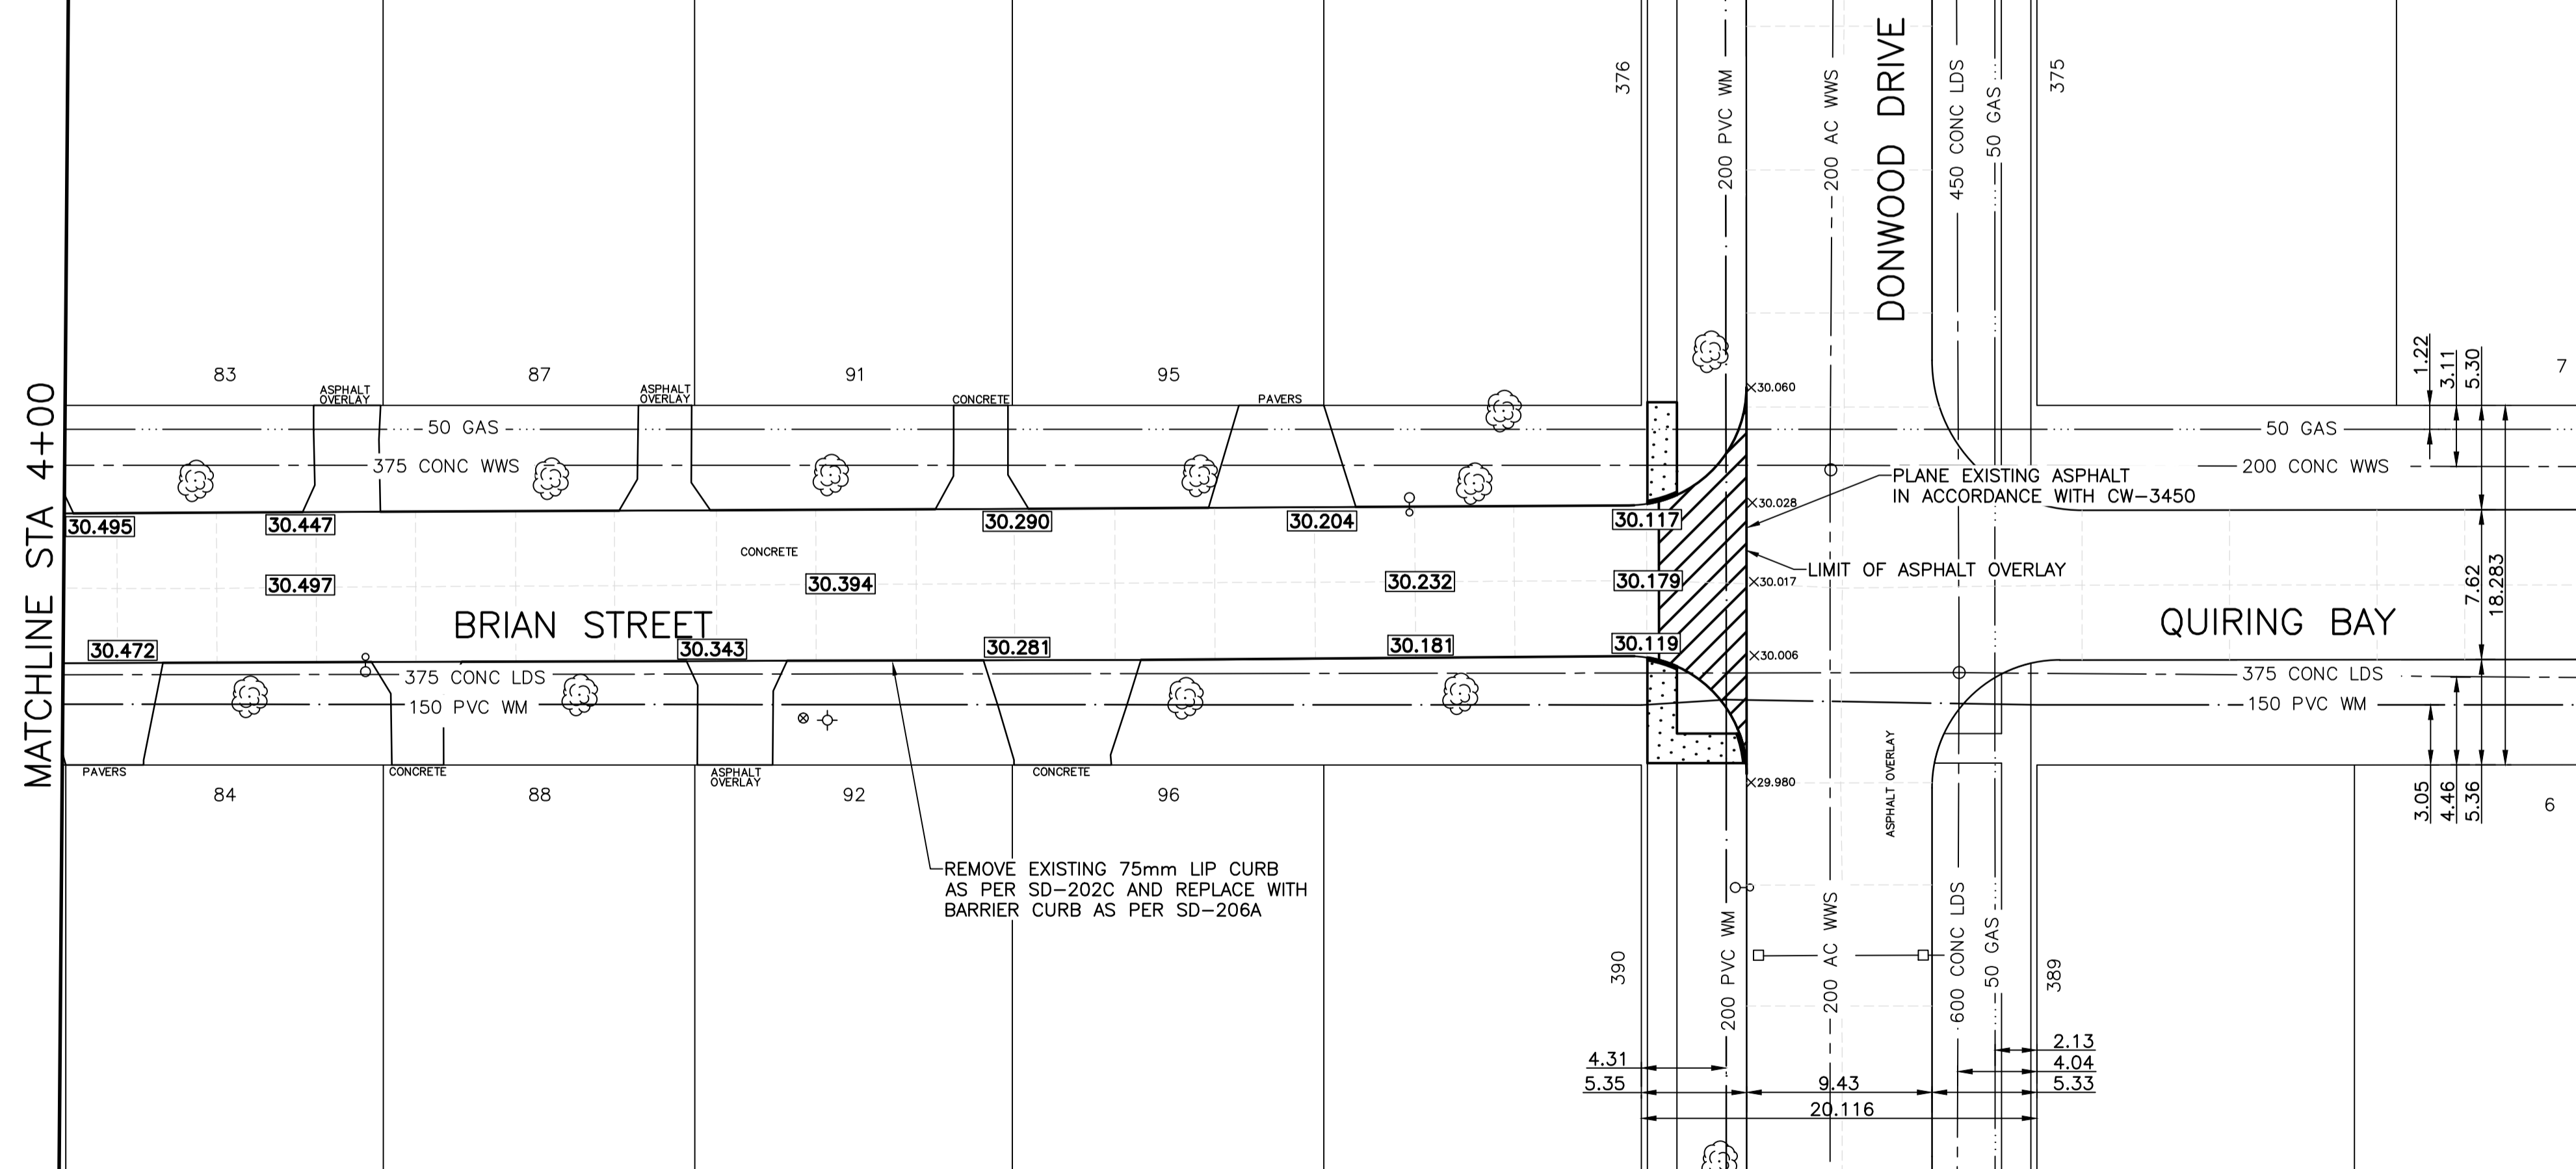 MATCHLINE STA 4+00
83
87
91
95
ASPHALT
OVERLAY
ASPHALT
OVERLAY
CONCRETE
PAVERS
50 GAS
375 CONC WWS
30.495
30.447
30.290
30.204
30.117
CONCRETE
30.497
30.394
30.232
30.179
BRIAN STREET
30.472
30.343
30.281
30.181
30.119
375 CONC LDS
150 PVC WM
PAVERS
CONCRETE
ASPHALT
OVERLAY
CONCRETE
84
88
92
96
REMOVE EXISTING 75mm LIP CURB
AS PER SD-202C AND REPLACE WITH
BARRIER CURB AS PER SD-206A
376
200 PVC WM
200 AC WWS
DONWOOD DRIVE
450 CONC LDS
50 GAS
375
30.060
30.028
30.017
30.006
29.980
PLANE EXISTING ASPHALT
IN ACCORDANCE WITH CW-3450
LIMIT OF ASPHALT OVERLAY
50 GAS
200 CONC WWS
QUIRING BAY
375 CONC LDS
150 PVC WM
1.22
3.11
5.30
7
7.62
18.283
3.05
4.46
5.36
6
ASPHALT OVERLAY
390
200 PVC WM
200 AC WWS
600 CONC LDS
50 GAS
389
4.31
5.35
9.43
20.116
2.13
4.04
5.33